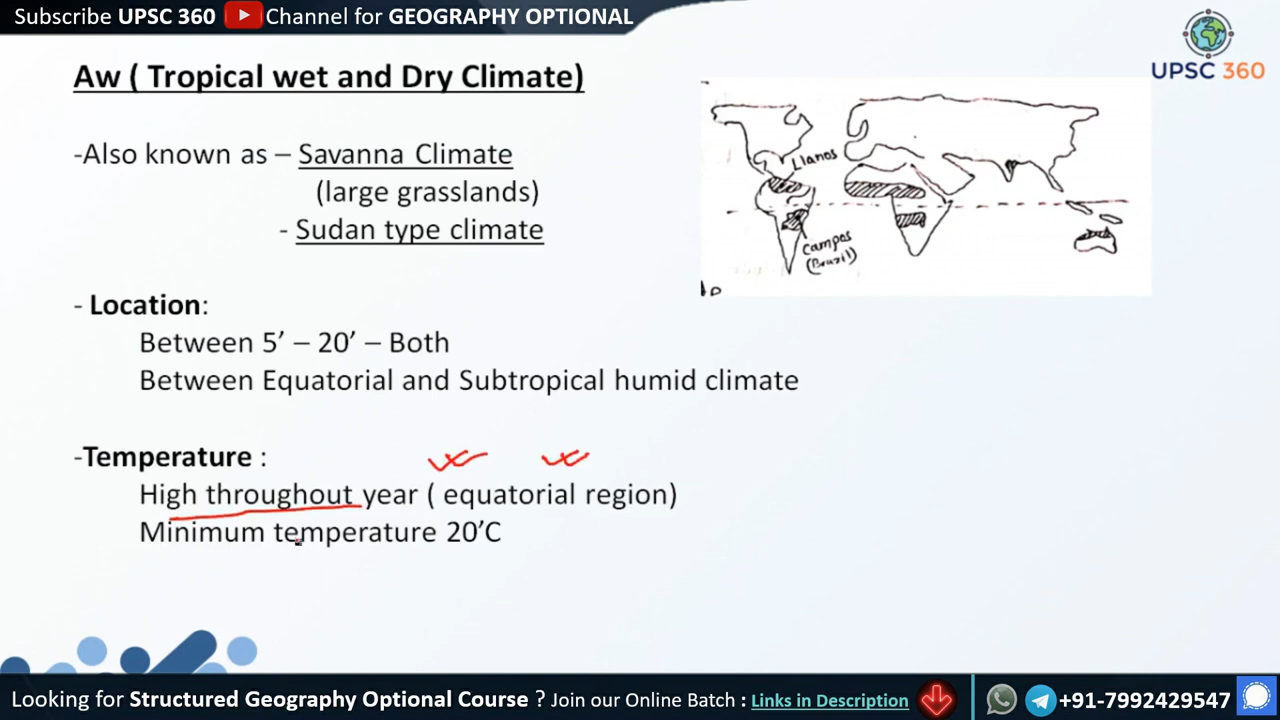 Subscribe UPSC 360 Channel for GEOGRAPHY OPTIONAL
UPSC 360
Aw ( Tropical wet and Dry Climate)
-Also known as – Savanna Climate
(large grasslands)
- Sudan type climate
Llanos
Campos
(Brazil)
- Location:
Between 5’ – 20’ – Both
Between Equatorial and Subtropical humid climate
-Temperature :
High throughout year ( equatorial region)
Minimum temperature 20’C
Looking for Structured Geography Optional Course ? Join our Online Batch : Links in Description
+91-7992429547